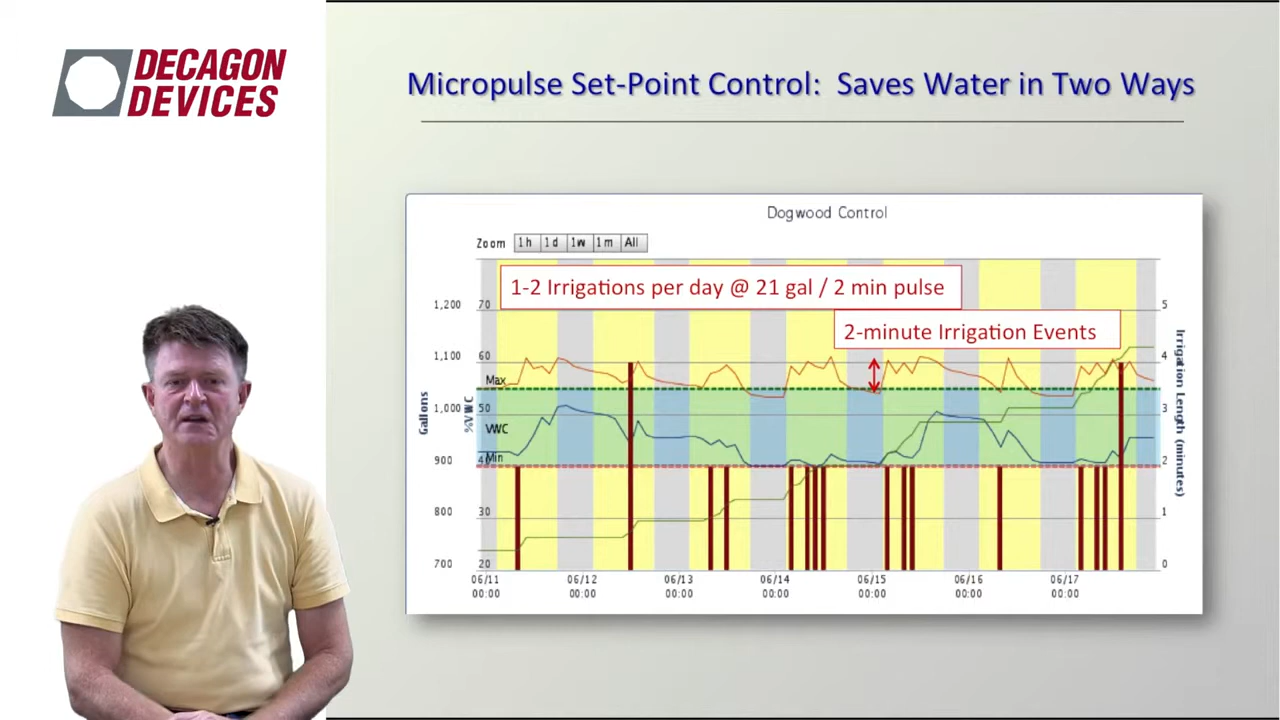 DECAGON
DEVICES
Micropulse Set-Point Control: Saves Water in Two Ways
Dogwood Control
Zoom 1h 1d 1w 1m All
1-2 Irrigations per day @ 21 gal / 2 min pulse
2-minute Irrigation Events
1,200 70 5
1,100 60 4
Max
1,000 50 3
VWC
Min
900 40 2
800 30 1
700 20 0
Gallons
%VWC
Irrigation Length (minutes)
06/11 06/12 06/13 06/14 06/15 06/16 06/17
00:00 00:00 00:00 00:00 00:00 00:00 00:00